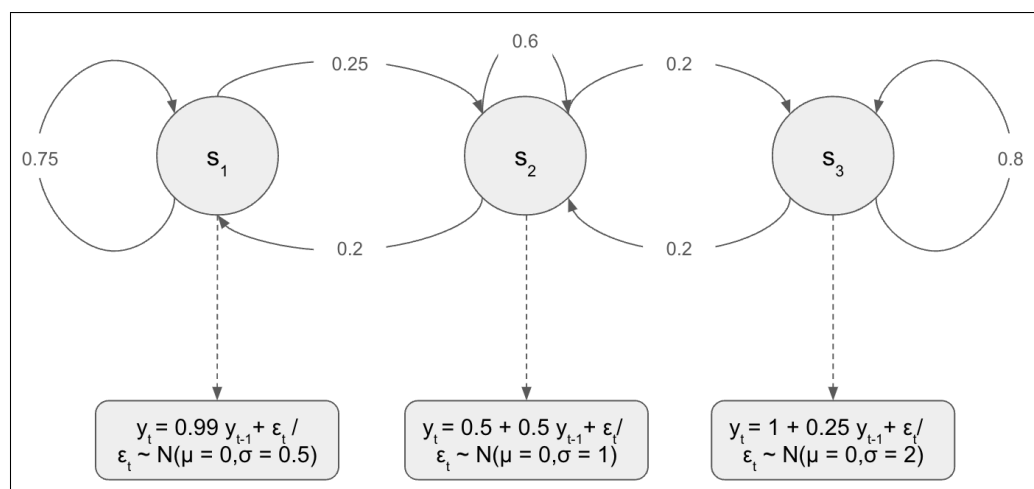 0.6
0.25
0.2
0.75
s₁
s₂
s₃
0.8
0.2
0.2
yₜ = 0.99 yₜ₋₁ + εₜ /
εₜ ~ N(μ = 0,σ = 0.5)
yₜ = 0.5 + 0.5 yₜ₋₁ + εₜ/
εₜ ~ N(μ = 0,σ = 1)
yₜ = 1 + 0.25 yₜ₋₁ + εₜ/
εₜ ~ N(μ = 0,σ = 2)